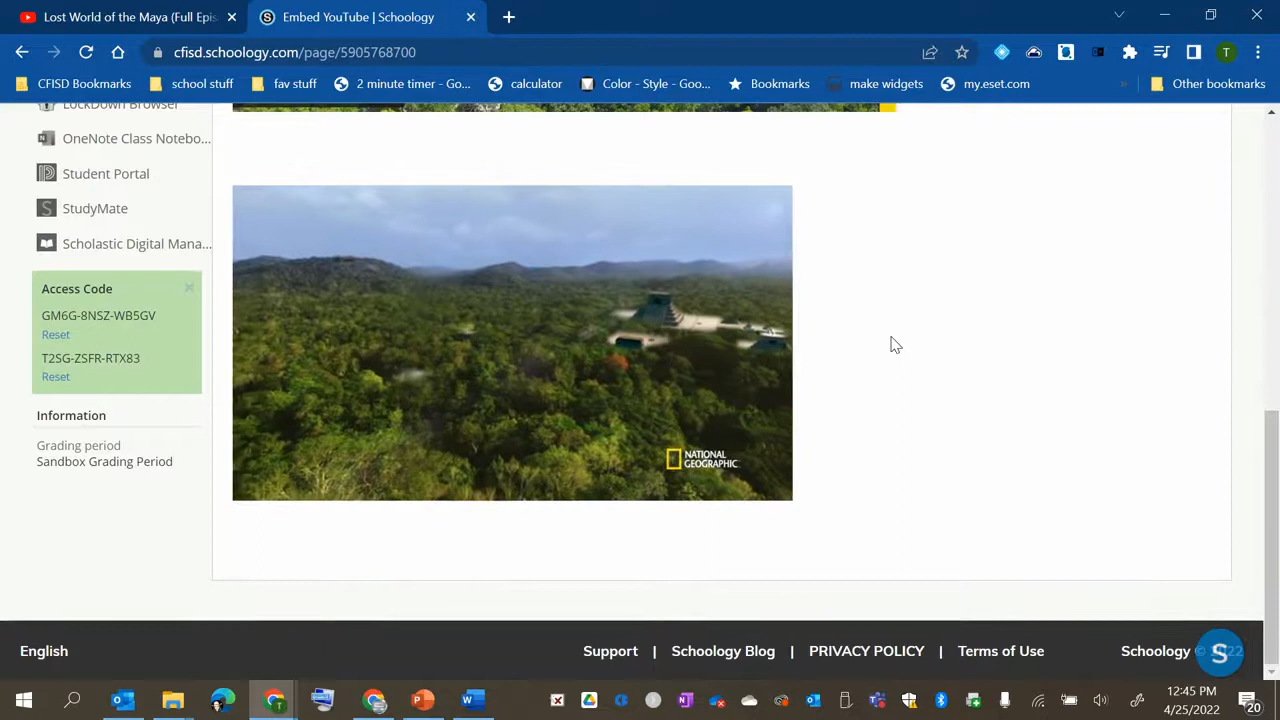 Lost World of the Maya (Full Epis
Embed YouTube | Schoology
cfisd.schoology.com/page/5905768700
T
CFISD Bookmarks
school stuff
fav stuff
2 minute timer - Go...
calculator
Color - Style - Goo...
Bookmarks
make widgets
my.eset.com
»
Other bookmarks
LockDown Browser
OneNote Class Notebo...
Student Portal
StudyMate
Scholastic Digital Mana...
Access Code
GM6G-8NSZ-WB5GV
Reset
T2SG-ZSFR-RTX83
Reset
Information
Grading period
Sandbox Grading Period
NATIONAL
GEOGRAPHIC
English
Support | Schoology Blog | PRIVACY POLICY | Terms of Use
Schoology © 2022
S
12:45 PM
4/25/2022
20